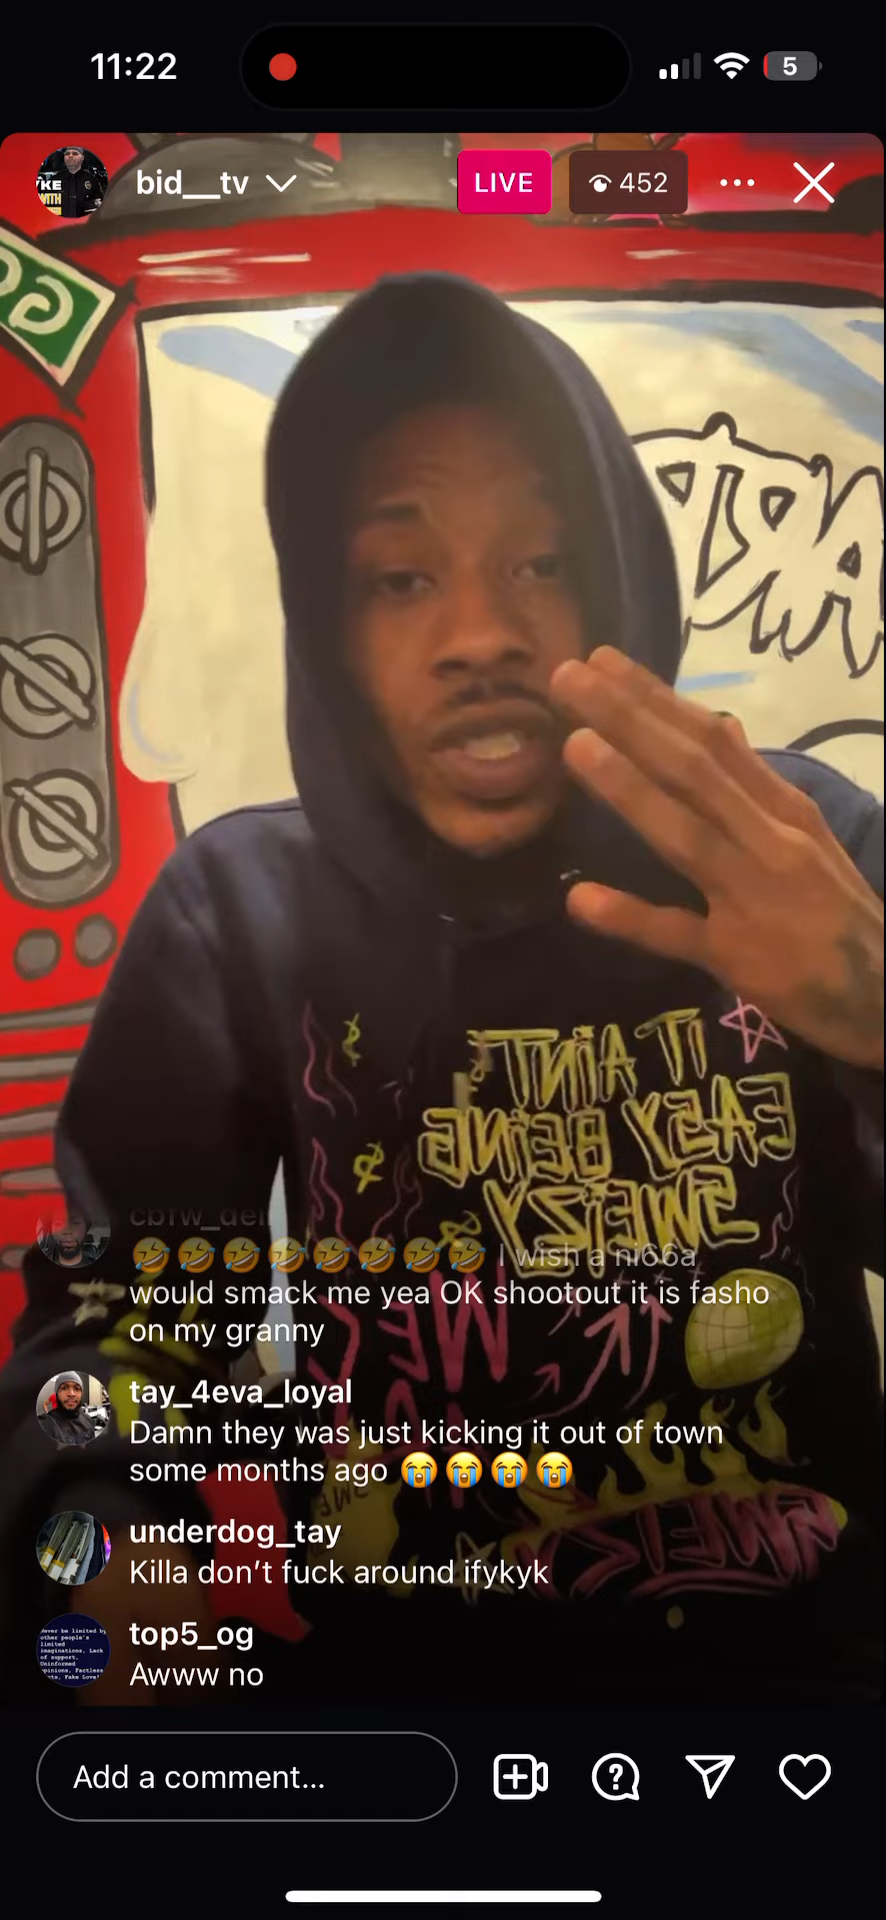 11:22
5
bid__tv
LIVE
452
IT AINT
EASY BEING
SWEIZY
🤣🤣🤣🤣🤣🤣🤣🤣 I wish a ni66a
would smack me yea OK shootout it is fasho
on my granny
tay_4eva_loyal
Damn they was just kicking it out of town
some months ago 😭😭😭😭
underdog_tay
Killa don’t fuck around ifykyk
top5_og
Awww no
Add a comment...